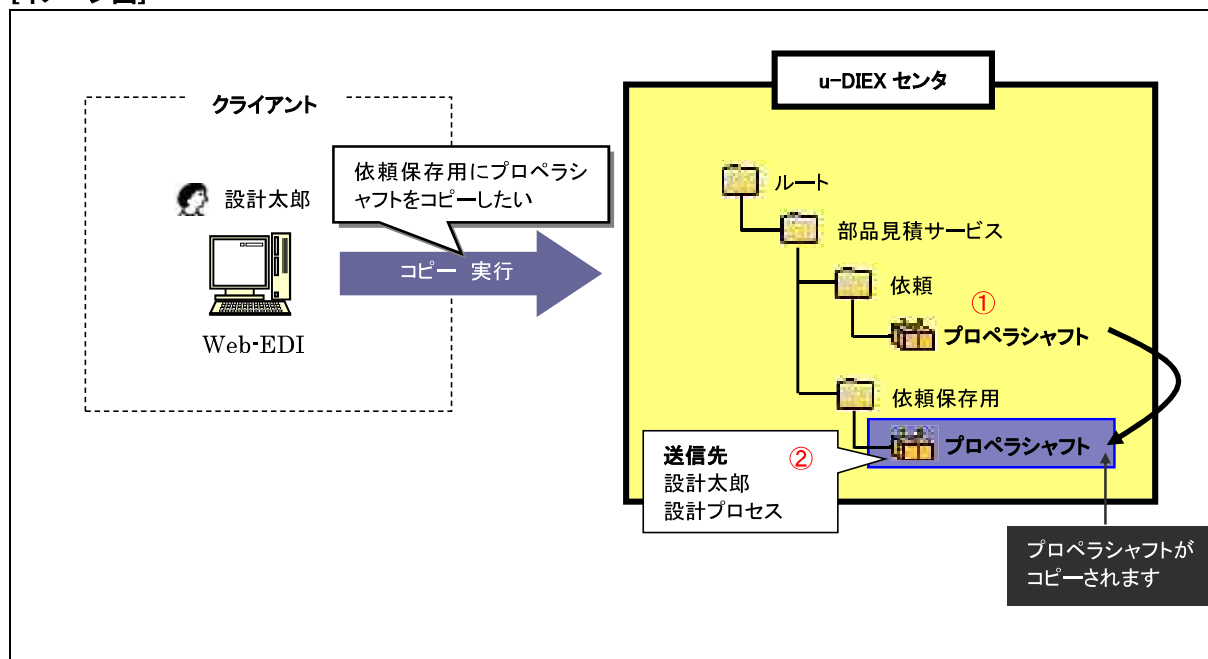 [イメージ図]
クライアント
設計太郎
Web-EDI
依頼保存用にプロペラシ
ャフトをコピーしたい
コピー 実行
u-DIEX センタ
ルート
部品見積サービス
依頼
①
プロペラシャフト
依頼保存用
プロペラシャフト
送信先
②
設計太郎
設計プロセス
プロペラシャフトが
コピーされます